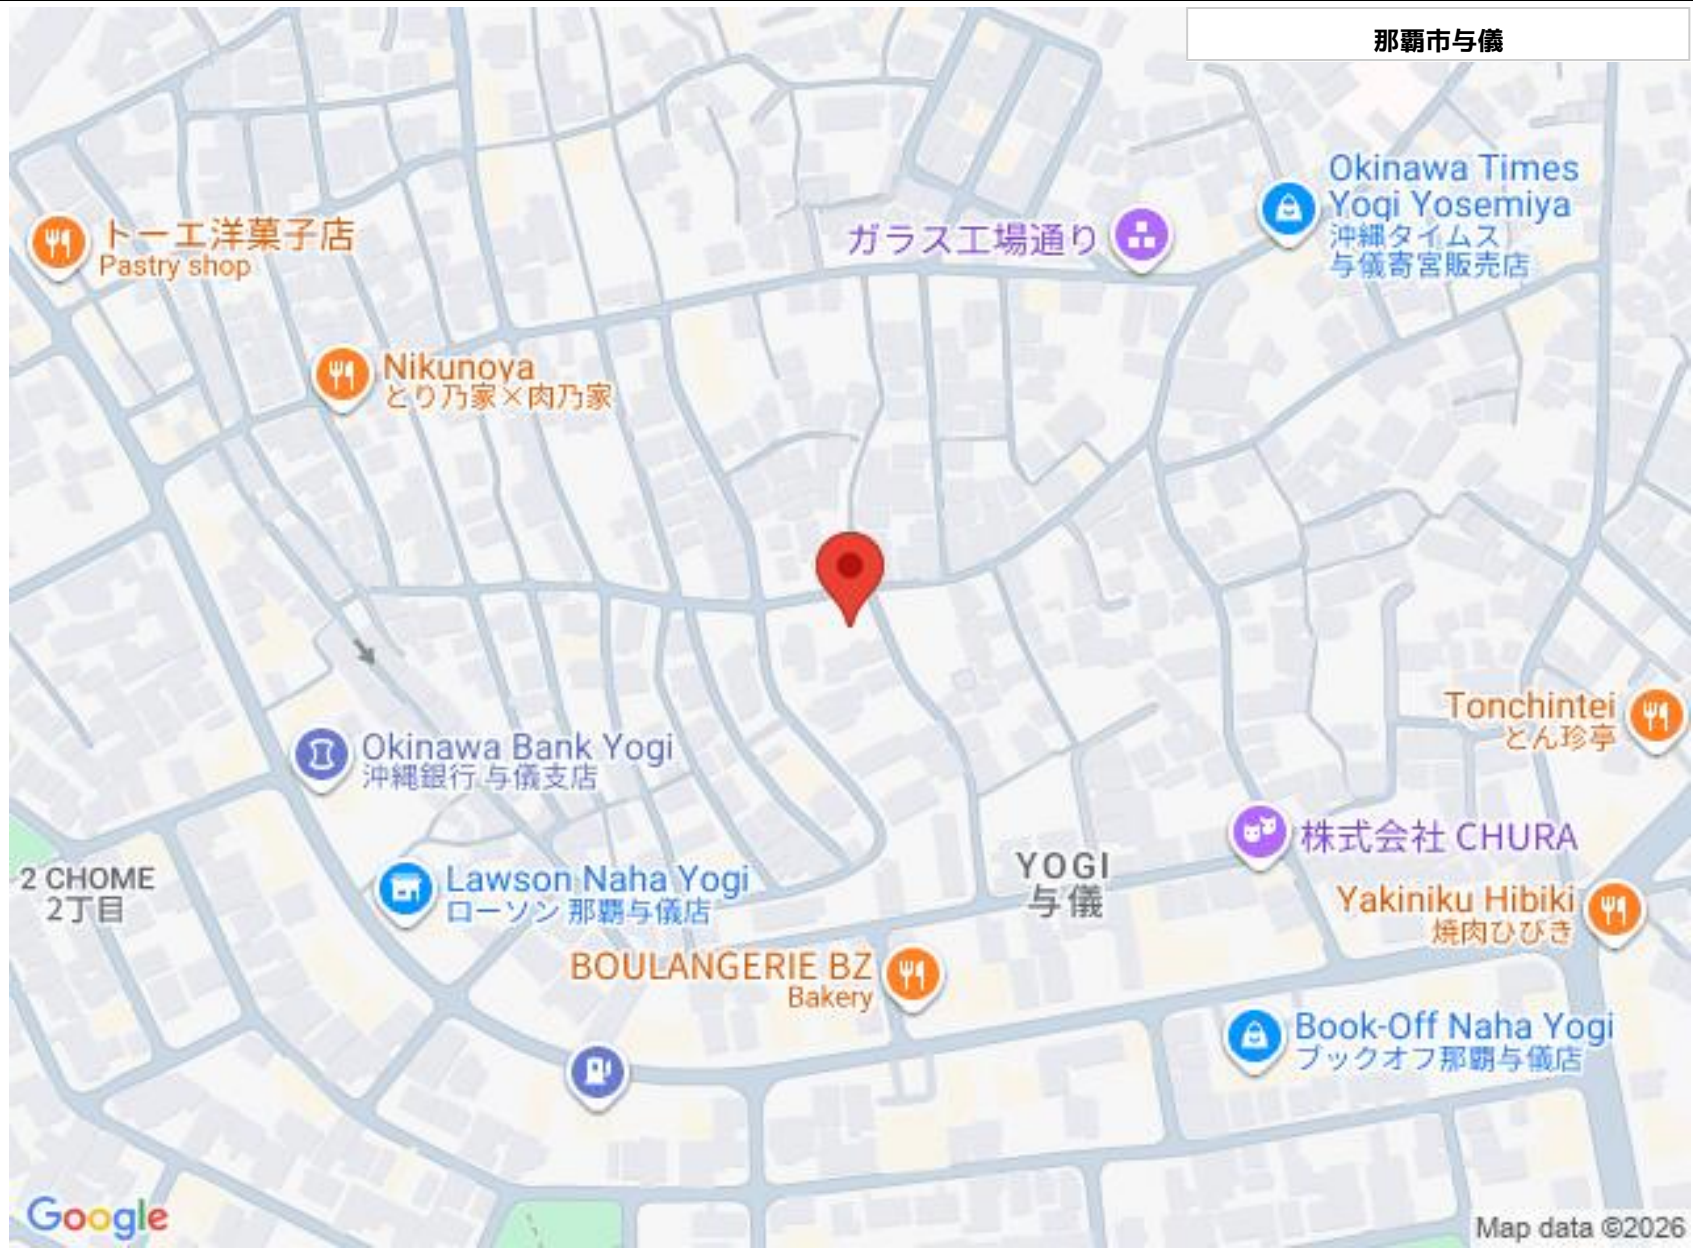 那覇市与儀
Okinawa Times
Yogi Yosemiya
沖縄タイムス
与儀寄宮販売店
トーエ洋菓子店
Pastry shop
ガラス工場通り
Nikunoya
とり乃家×肉乃家
Tonchintei
とん珍亭
Okinawa Bank Yogi
沖縄銀行 与儀支店
株式会社 CHURA
2 CHOME
2丁目
Lawson Naha Yogi
ローソン 那覇与儀店
YOGI
与儀
Yakiniku Hibiki
焼肉ひびき
BOULANGERIE BZ
Bakery
Book-Off Naha Yogi
ブックオフ那覇与儀店
Google
Map data ©2026